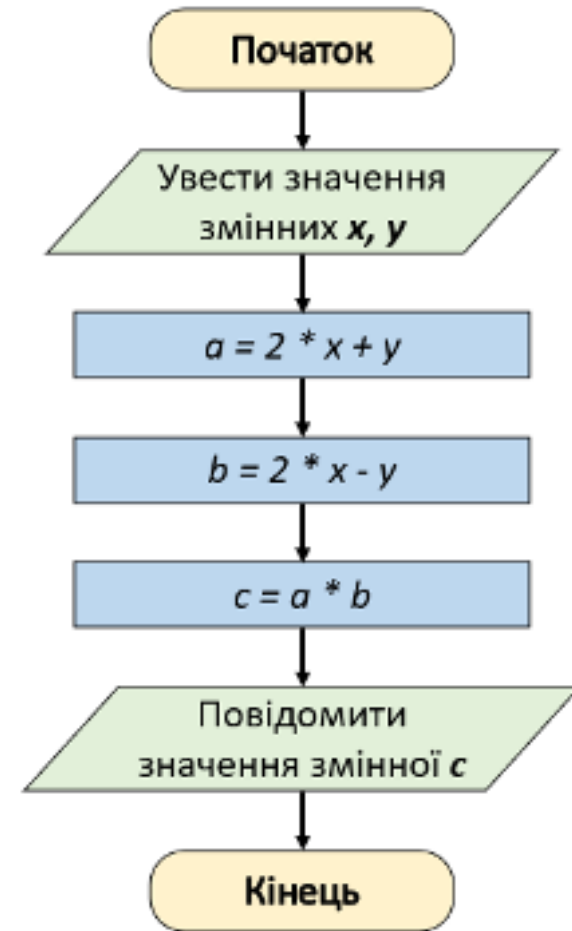 Початок
Увести значення
змінних x, y
a = 2 * x + y
b = 2 * x - y
c = a * b
Повідомити
значення змінної c
Кінець